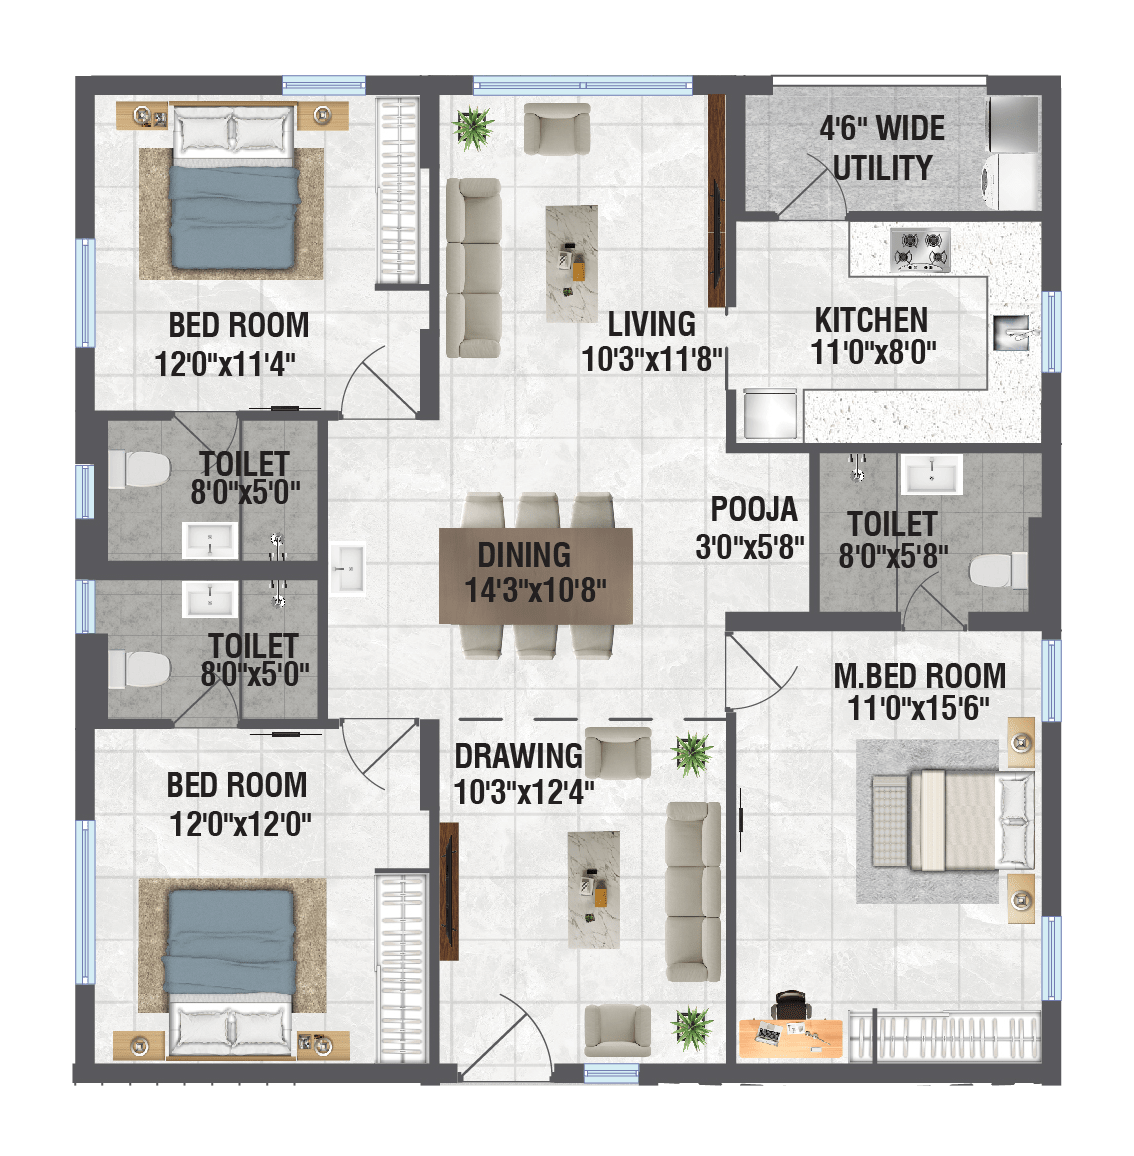 4'6" WIDE
UTILITY
BED ROOM
12'0"x11'4"
LIVING
10'3"x11'8"
KITCHEN
11'0"x8'0"
TOILET
8'0"x5'0"
POOJA
3'0"x5'8"
TOILET
8'0"x5'8"
DINING
14'3"x10'8"
TOILET
8'0"x5'0"
M.BED ROOM
11'0"x15'6"
BED ROOM
12'0"x12'0"
DRAWING
10'3"x12'4"